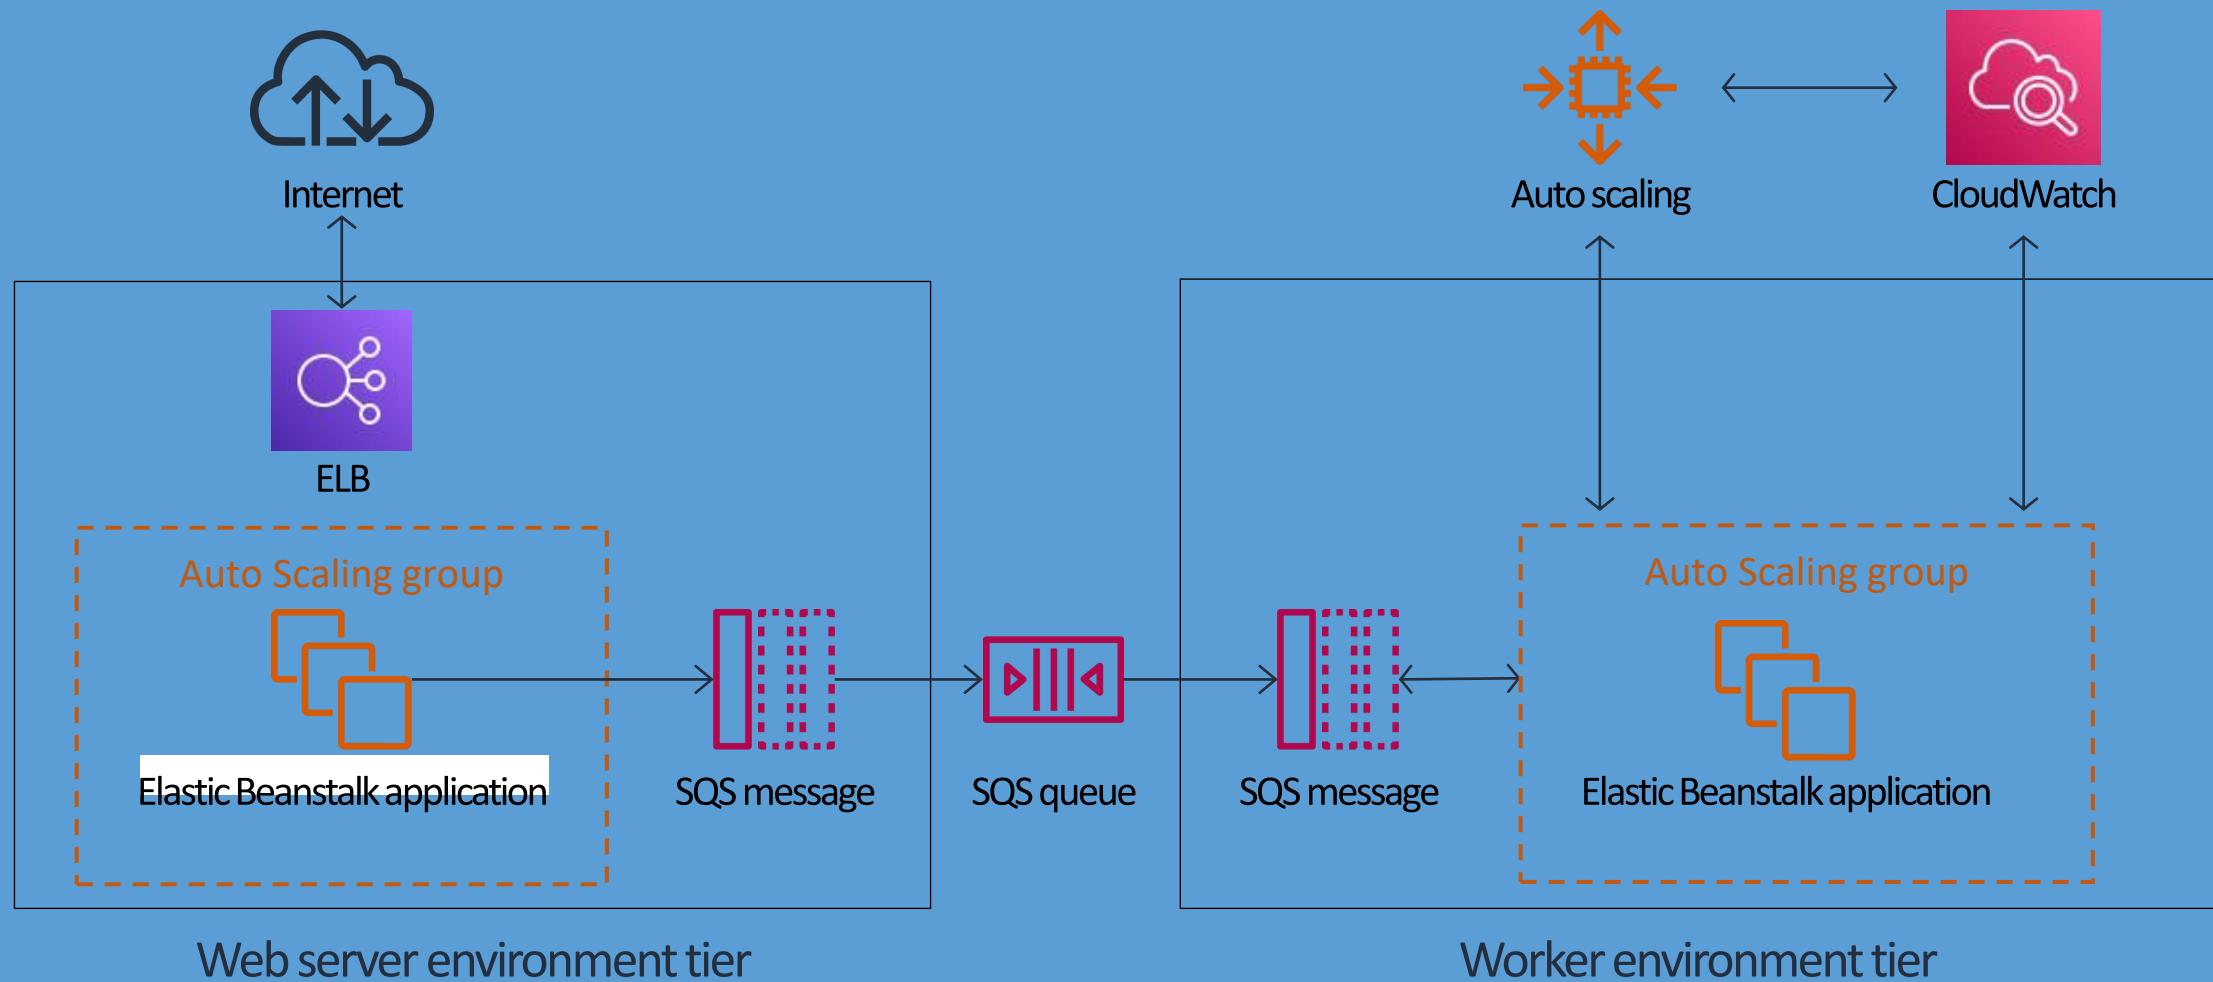 Internet
Auto scaling
CloudWatch
ELB
Auto Scaling group
Auto Scaling group
Elastic Beanstalk application
SQS message
SQS queue
SQS message
Elastic Beanstalk application
Web server environment tier
Worker environment tier